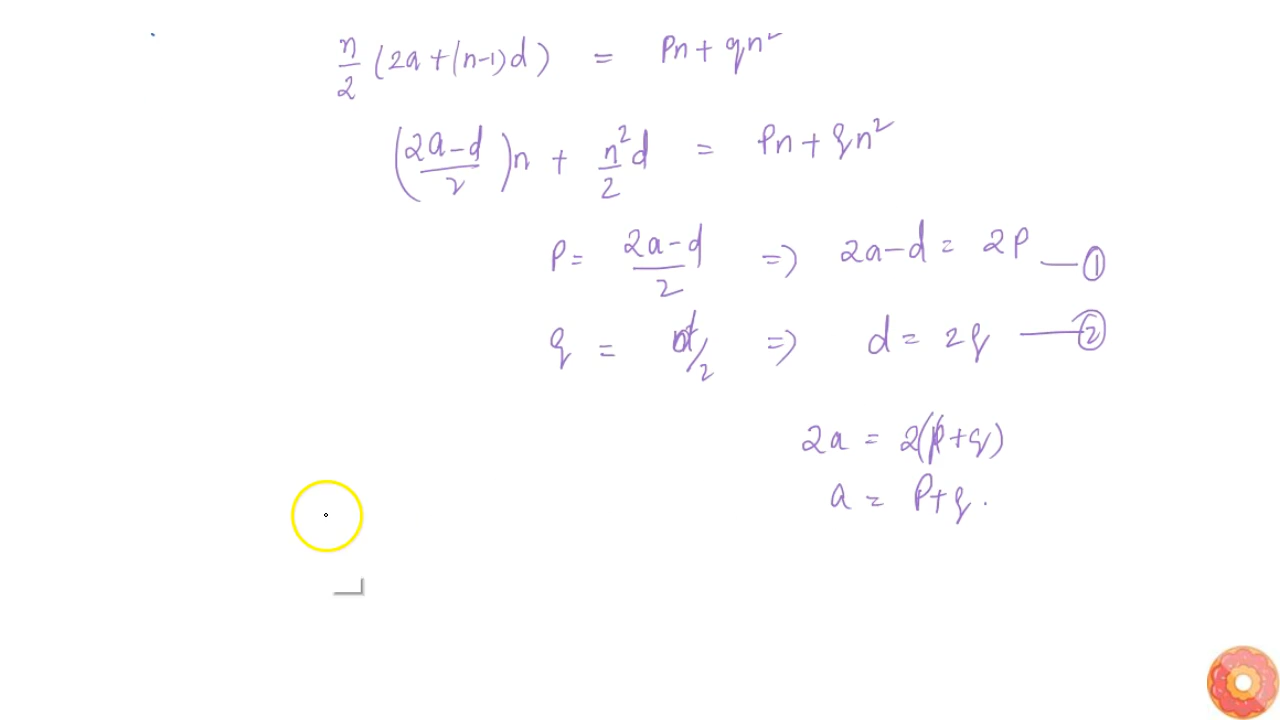 n/2 (2a + (n-1)d) = Pn + qn²
(2a-d/2)n + n²d/2 = Pn + qn²
P = 2a-d/2 => 2a-d = 2P — ①
q = d/2 => d = 2q — ②
2a = 2(p+q)
a = P+q.